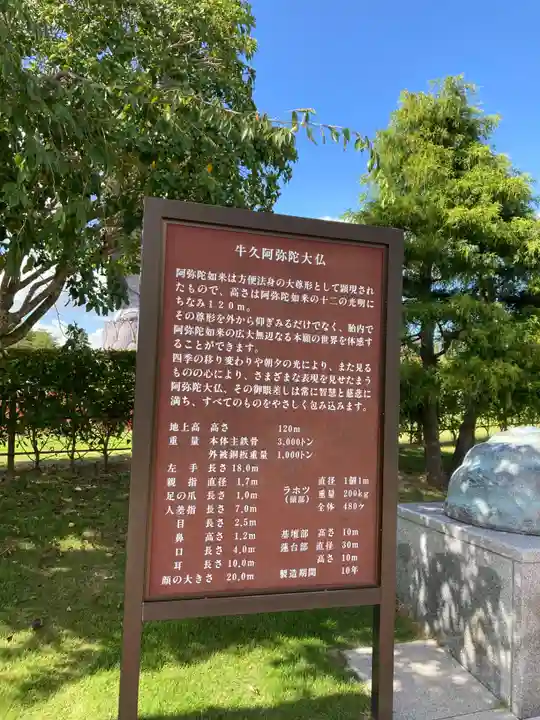 牛久阿弥陀大仏
阿弥陀如来は方便法身の大尊形として顕現され
たもので、高さは阿弥陀如来の十二の光明に
ちなみ120m。
その尊形を外から仰ぎみるだけでなく、胎内で
阿弥陀如来の広大無辺なる本願の世界を体感す
ることができます。
四季の移り変わりや朝夕の光により、また見る
ものの心により、さまざまな表現を見せたまう
阿弥陀大仏、その御眼差しは常に智慧と慈悲に
満ち、すべてのものをやさしく包み込みます。
地上高 高さ 120m
重量 本体主鉄骨 3,000トン
外被銅板重量 1,000トン
左手 長さ 18.0m
親指 直径 1.7m
足の爪 長さ 1.0m
人差指 長さ 7.0m
目 長さ 2.5m
鼻 高さ 1.2m
口 長さ 4.0m
耳 長さ 10.0m
顔の大きさ 20.0m
ラホツ(頭部) 直径 1個1m
重量 200kg
全体 480ケ
基壇部 高さ 10m
蓮台部 直径 30m
高さ 10m
製造期間 10年